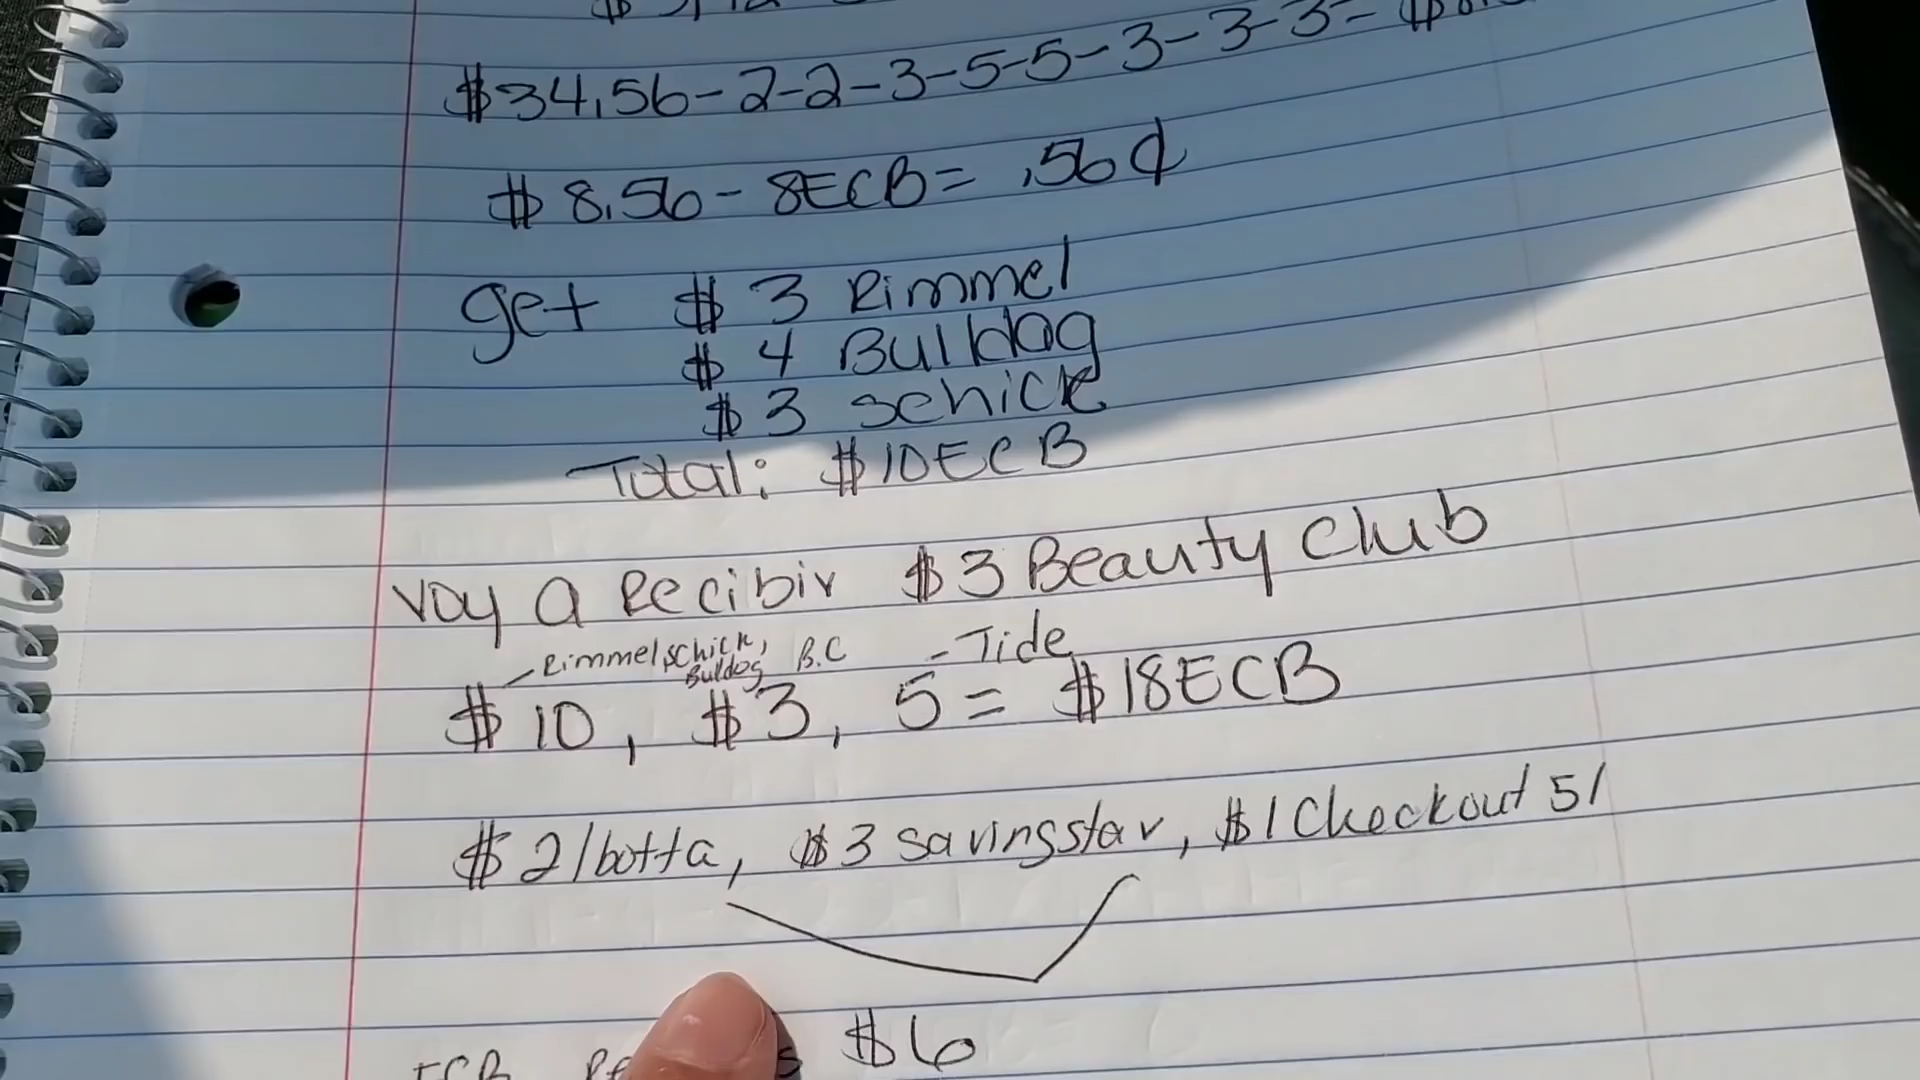 $34.56-2-2-3-5-5-3-3-3=
$8.56-8ECB= .56¢
get $3 Rimmel
$4 Bulldog
$3 schick
Total: $10ECB
voy a Recibir $3 Beauty Club
-Rimmel, schick, Bulldog B.C -Tide
$10, $3, 5= $18ECB
$2 Ibotta, $3 savingstar, $1 Checkout 51
$6
ECB